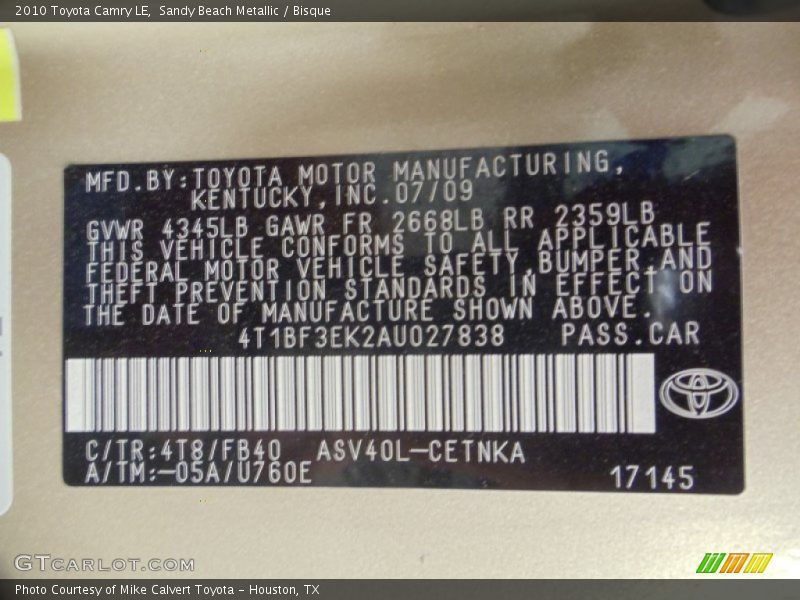 2010 Toyota Camry LE, Sandy Beach Metallic / Bisque
MFD.BY:TOYOTA MOTOR MANUFACTURING,
KENTUCKY,INC.07/09
GVWR 4345LB GAWR FR 2668LB RR 2359LB
THIS VEHICLE CONFORMS TO ALL APPLICABLE
FEDERAL MOTOR VEHICLE SAFETY,BUMPER,AND
THEFT PREVENTION STANDARDS IN EFFECT ON
THE DATE OF MANUFACTURE SHOWN ABOVE.
4T1BF3EK2AU027838 PASS.CAR
C/TR:4T8/FB40 ASV40L-CETNKA
A/TM:-05A/U760E 17145
GTCARLOT.COM
Photo Courtesy of Mike Calvert Toyota - Houston, TX